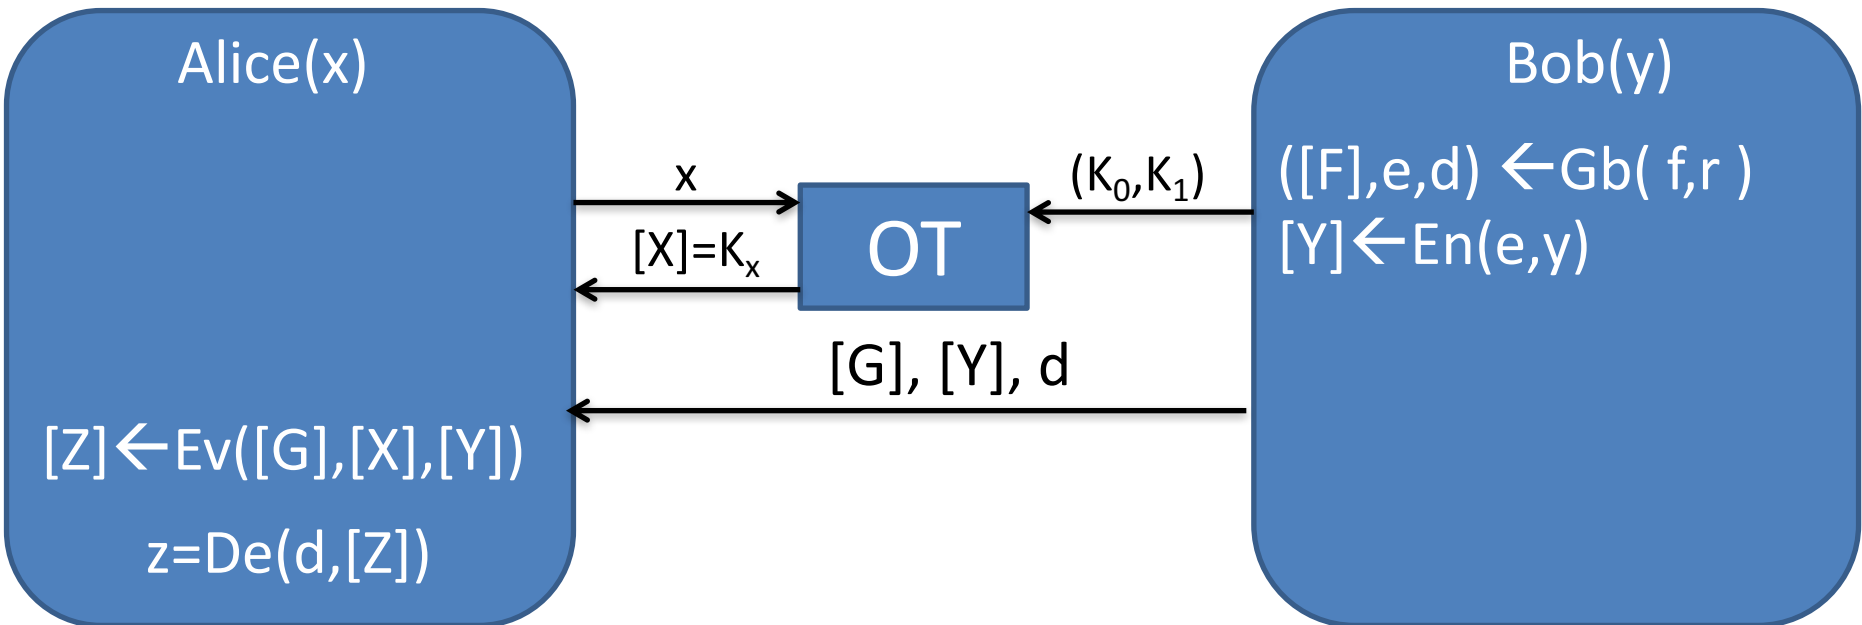 Alice(x)
[Z]←Ev([G],[X],[Y])
z=De(d,[Z])
x
[X]=Kₓ
OT
(K₀,K₁)
[G], [Y], d
Bob(y)
([F],e,d) ←Gb( f,r )
[Y]←En(e,y)